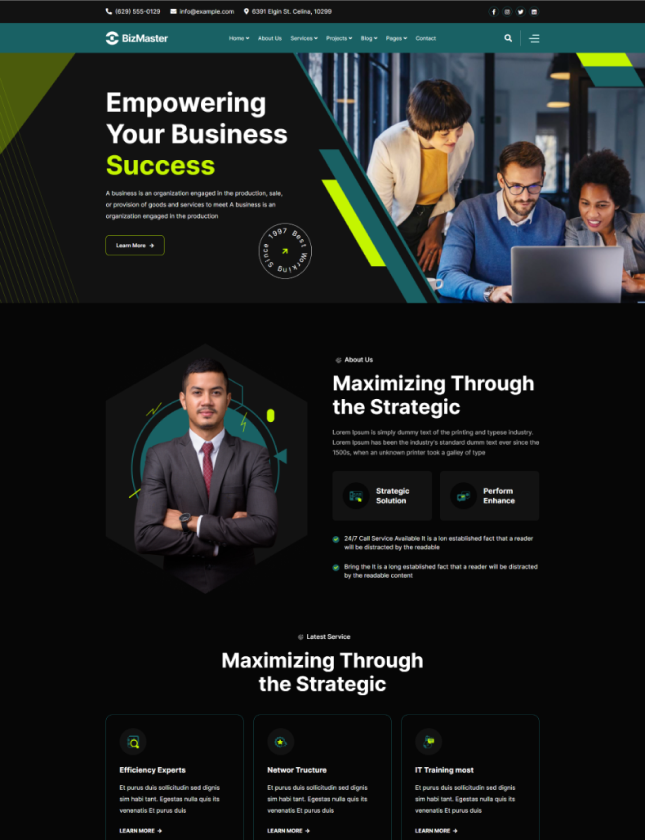 (629) 555-0129 info@example.com 6391 Elgin St. Celina, 10299
BizMaster Home About Us Services Projects Blog Pages Contact
Empowering
Your Business
Success
A business is an organization engaged in the production, sale,
or provision of goods and services to meet A business is an
organization engaged in the production
Learn More
Since 1997 Best Working
About Us
Maximizing Through
the Strategic
Lorem Ipsum is simply dummy text of the printing and typese industry.
Lorem Ipsum has been the industry's standard dumm text ever since the
1500s, when an unknown printer took a galley of type
Strategic
Solution
Perform
Enhance
24/7 Call Service Available It is a lon established fact that a reader
will be distracted by the readable
Bring the It is a long established fact that a reader will be distracted
by the readable content
Latest Service
Maximizing Through
the Strategic
Efficiency Experts
Et purus duis sollicitudin sed dignis
sim habi tant. Egestas nulla quis its
venenatis Et purus duis
LEARN MORE
Networ Tructure
Et purus duis sollicitudin sed dignis
sim habi tant. Egestas nulla quis its
venenatis Et purus duis
LEARN MORE
IT Training most
Et purus duis sollicitudin sed dignis
sim habi tant. Egestas nulla quis its
venenatis Et purus duis
LEARN MORE